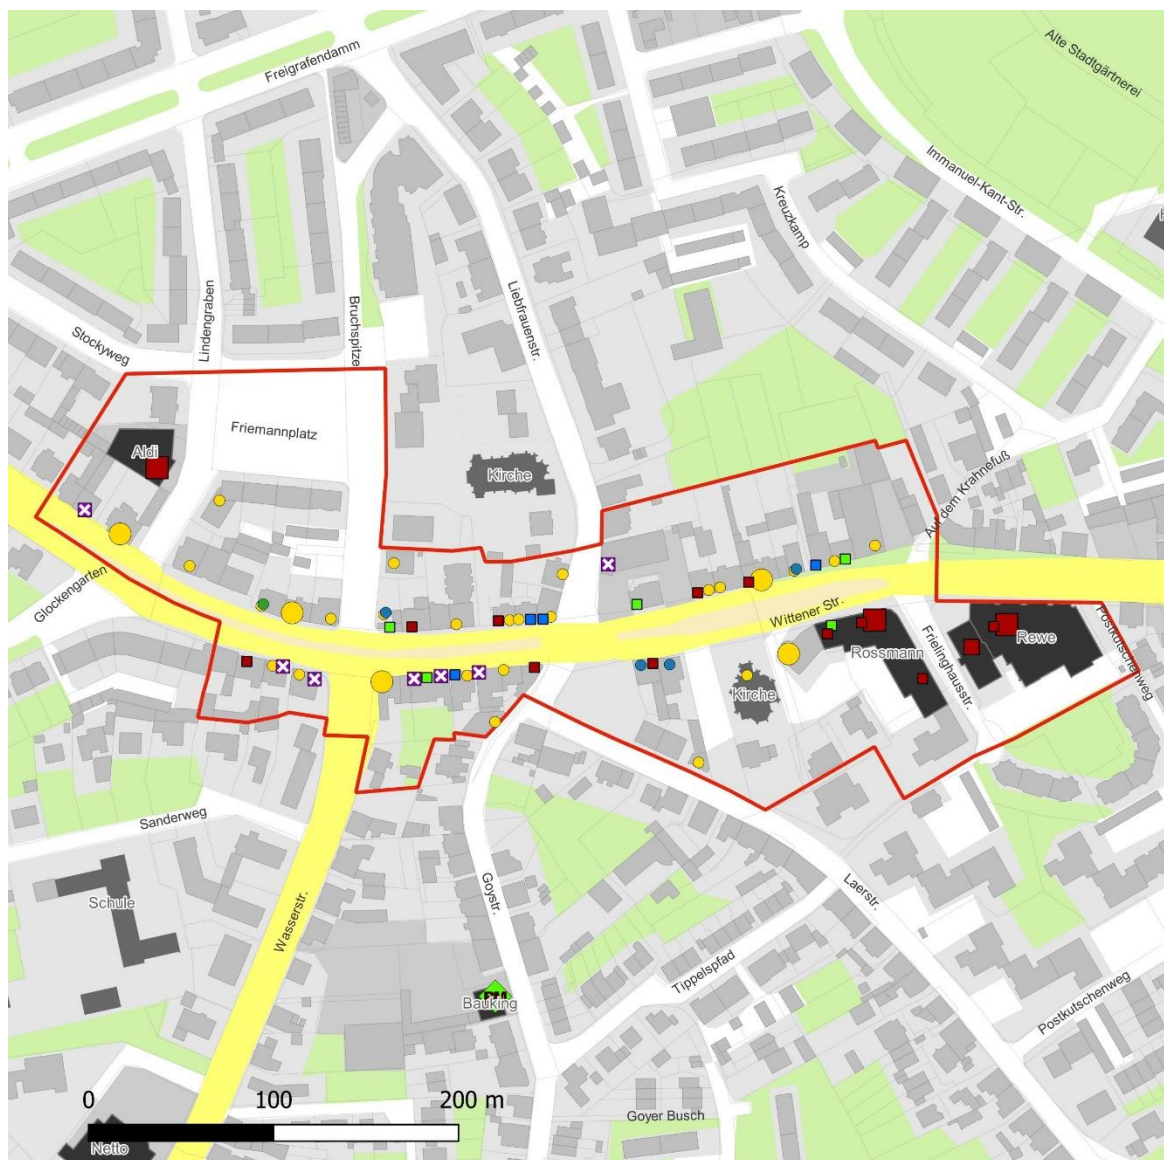 Freigrafendamm
Alte Stadtgärtnerei
Immanuel-Kant-Str.
Kreuzkamp
Liebfrauenstr.
Lindengraben
Bruchspitze
Stockyweg
Friemannplatz
Aldi
Kirche
Auf dem Krahnefuß
Glockengarten
Wittener Str.
Rossmann
Frielinghausstr.
Rewe
Postkutschenweg
Kirche
Sanderweg
Schule
Wasserstr.
Goystr.
Laerstr.
Tippelspfad
Bauking
Postkutschenweg
0 100 200 m
Goyer Busch
Netto